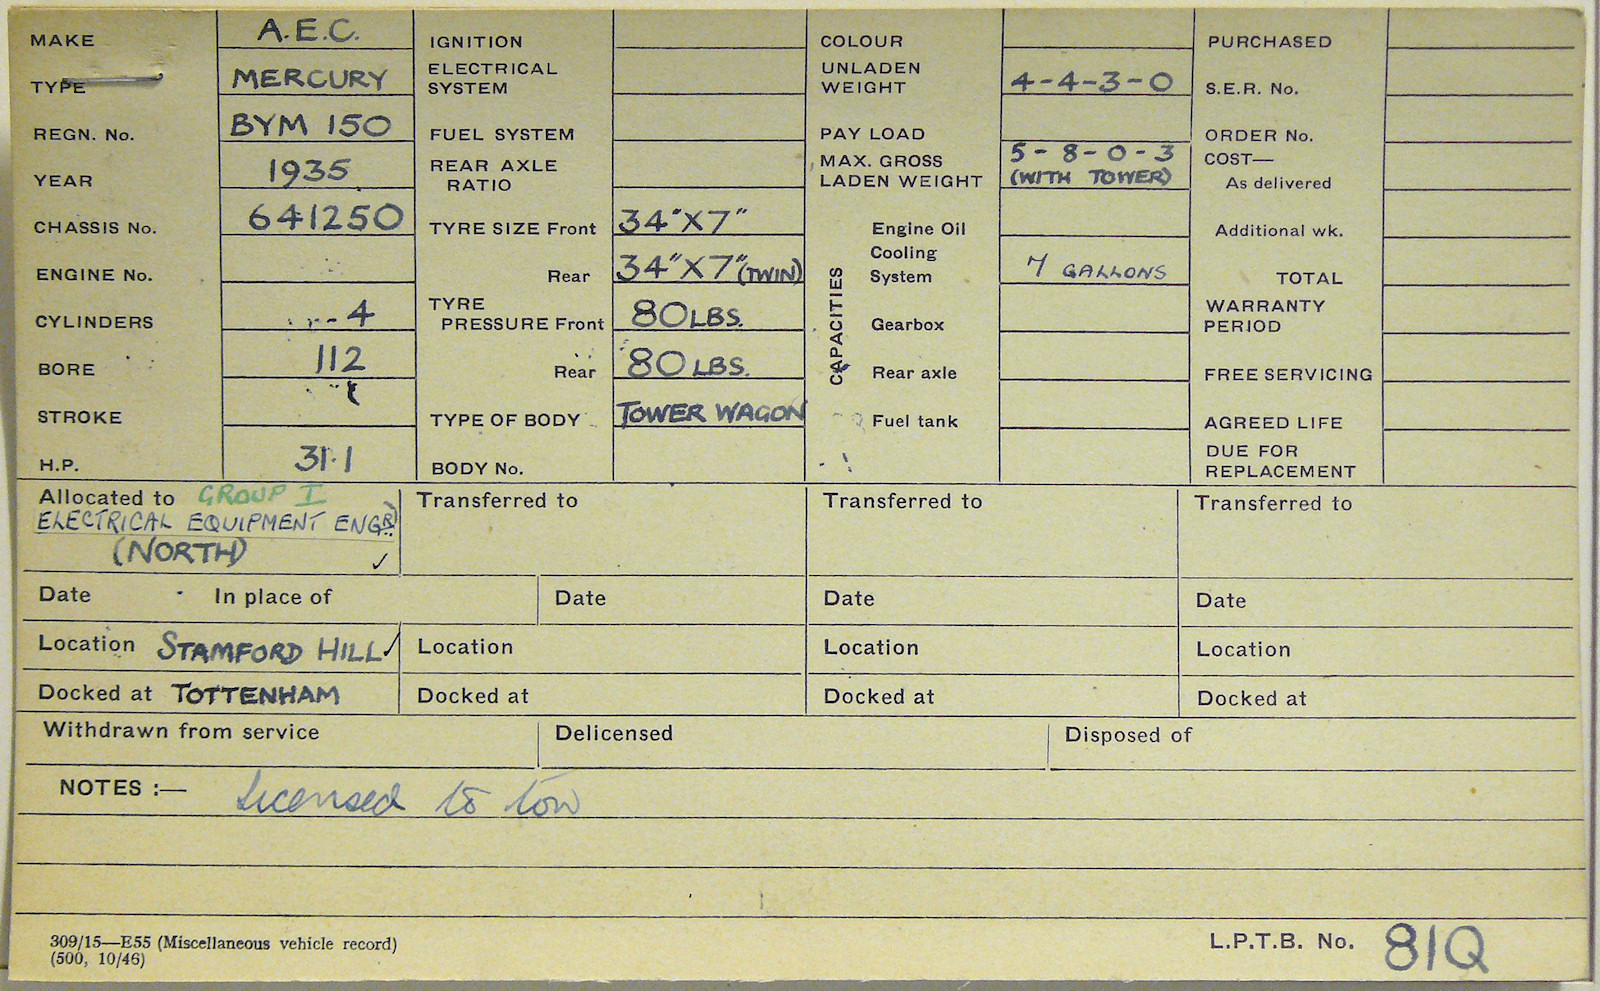 MAKE A.E.C. IGNITION COLOUR PURCHASED
TYPE MERCURY ELECTRICAL SYSTEM UNLADEN WEIGHT 4-4-3-0 S.E.R. No.
REGN. No. BYM 150 FUEL SYSTEM PAY LOAD ORDER No.
YEAR 1935 REAR AXLE RATIO MAX. GROSS LADEN WEIGHT 5-8-0-3 (WITH TOWER) COST— As delivered
CHASSIS No. 641250 TYRE SIZE Front 34"X7" CAPACITIES Engine Oil Additional wk.
ENGINE No. Rear 34"X7"(TWIN) Cooling System 7 GALLONS TOTAL
CYLINDERS 4 TYRE PRESSURE Front 80LBS. Gearbox WARRANTY PERIOD
BORE 112 Rear 80LBS. Rear axle FREE SERVICING
STROKE TYPE OF BODY TOWER WAGON Fuel tank AGREED LIFE
H.P. 31·1 BODY No. DUE FOR REPLACEMENT
Allocated to GROUP I Transferred to Transferred to Transferred to
ELECTRICAL EQUIPMENT ENGR
(NORTH) ✓
Date In place of Date Date Date
Location STAMFORD HILL ✓ Location Location Location
Docked at TOTTENHAM Docked at Docked at Docked at
Withdrawn from service Delicensed Disposed of
NOTES :— Licensed to tow
309/15—E55 (Miscellaneous vehicle record) L.P.T.B. No. 81Q
(500, 10/46)